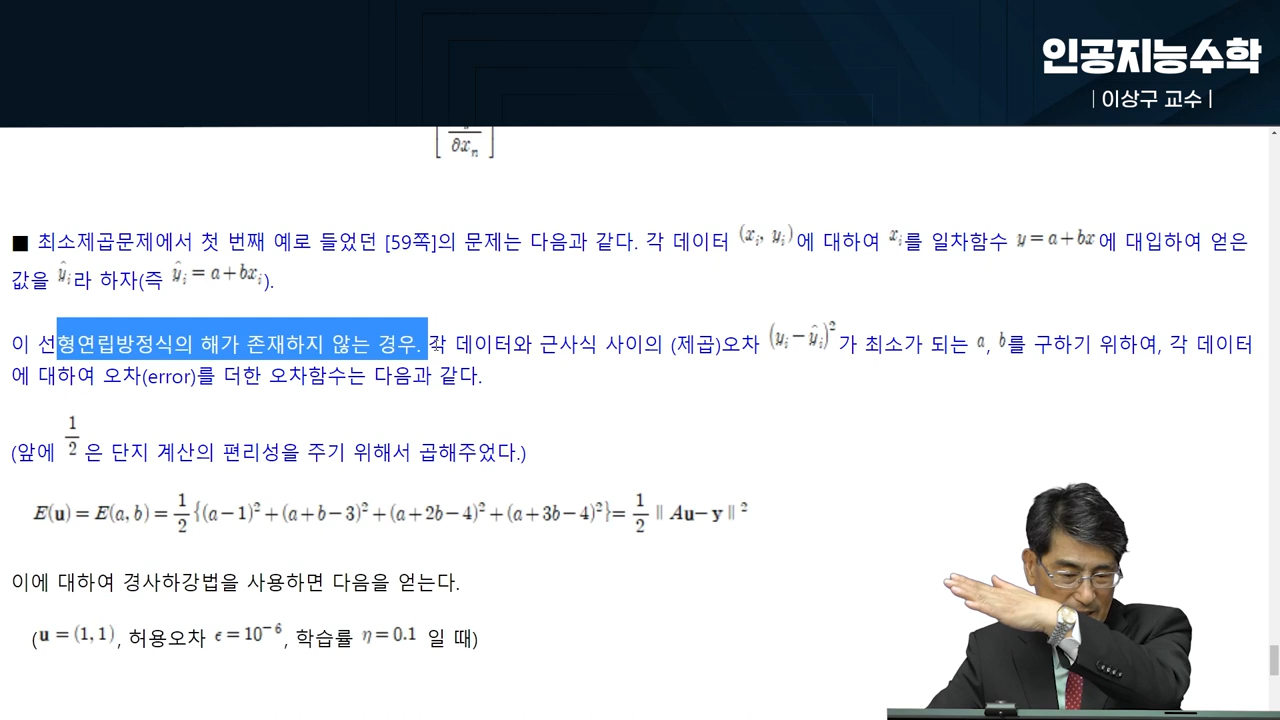 인공지능수학
| 이상구 교수 |
∂xₙ
■ 최소제곱문제에서 첫 번째 예로 들었던 [59쪽]의 문제는 다음과 같다. 각 데이터 (xᵢ, yᵢ)에 대하여 xᵢ를 일차함수 y = a + bx에 대입하여 얻은
값을 ŷᵢ라 하자(즉 ŷᵢ = a + bxᵢ).
이 선형연립방정식의 해가 존재하지 않는 경우. 각 데이터와 근사식 사이의 (제곱)오차 (yᵢ − ŷᵢ)²가 최소가 되는 a, b를 구하기 위하여, 각 데이터
에 대하여 오차(error)를 더한 오차함수는 다음과 같다.
(앞에 1/2 은 단지 계산의 편리성을 주기 위해서 곱해주었다.)
E(u) = E(a, b) = 1/2 {(a−1)² + (a+b−3)² + (a+2b−4)² + (a+3b−4)²} = 1/2 ‖Au − y‖²
이에 대하여 경사하강법을 사용하면 다음을 얻는다.
(u = (1, 1), 허용오차 ϵ = 10⁻⁶, 학습률 η = 0.1 일 때)